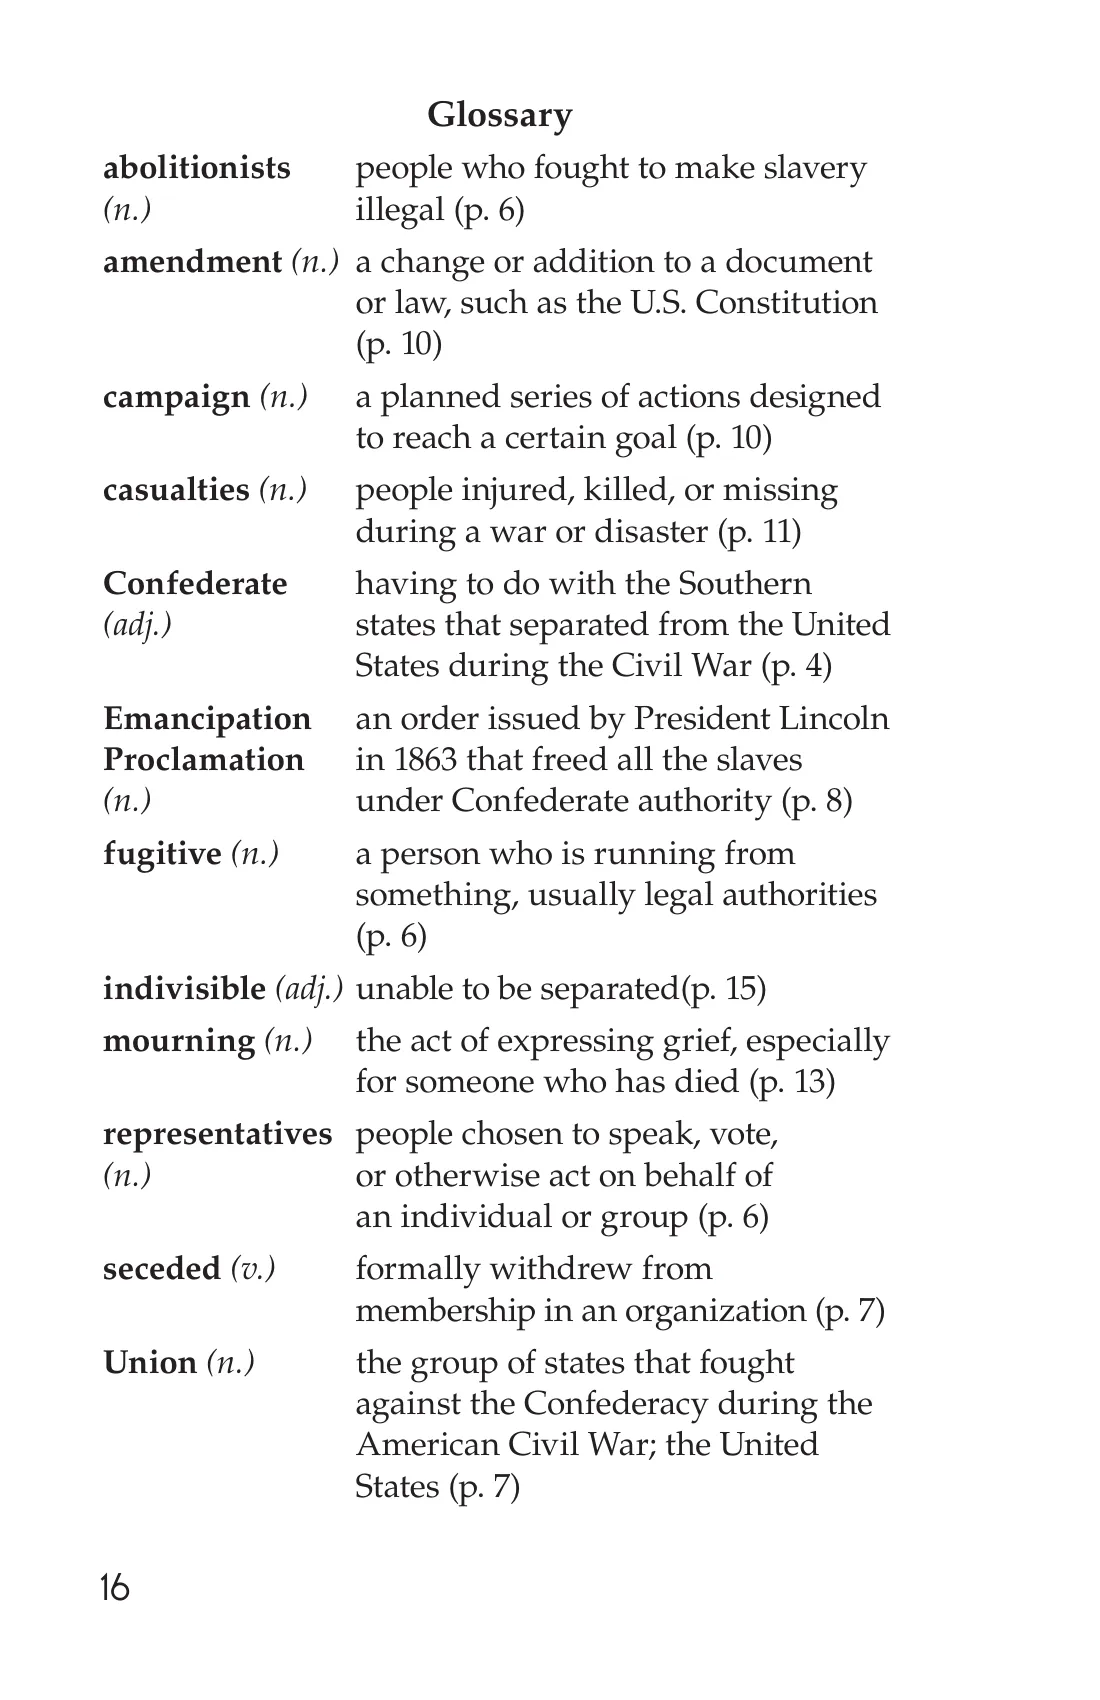 Glossary
abolitionists people who fought to make slavery
(n.) illegal (p. 6)
amendment (n.) a change or addition to a document
or law, such as the U.S. Constitution
(p. 10)
campaign (n.) a planned series of actions designed
to reach a certain goal (p. 10)
casualties (n.) people injured, killed, or missing
during a war or disaster (p. 11)
Confederate having to do with the Southern
(adj.) states that separated from the United
States during the Civil War (p. 4)
Emancipation an order issued by President Lincoln
Proclamation in 1863 that freed all the slaves
(n.) under Confederate authority (p. 8)
fugitive (n.) a person who is running from
something, usually legal authorities
(p. 6)
indivisible (adj.) unable to be separated(p. 15)
mourning (n.) the act of expressing grief, especially
for someone who has died (p. 13)
representatives people chosen to speak, vote,
(n.) or otherwise act on behalf of
an individual or group (p. 6)
seceded (v.) formally withdrew from
membership in an organization (p. 7)
Union (n.) the group of states that fought
against the Confederacy during the
American Civil War; the United
States (p. 7)
16